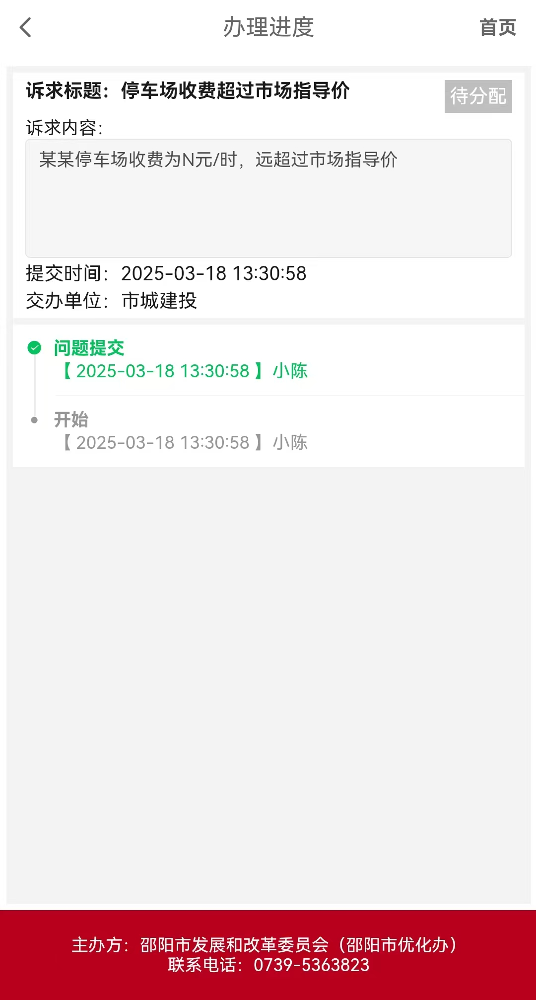 办理进度
首页
诉求标题：停车场收费超过市场指导价
待分配
诉求内容：
某某停车场收费为N元/时，远超过市场指导价
提交时间：2025-03-18 13:30:58
交办单位：市城建投
问题提交
【 2025-03-18 13:30:58 】小陈
开始
【 2025-03-18 13:30:58 】小陈
主办方：邵阳市发展和改革委员会（邵阳市优化办）
联系电话：0739-5363823